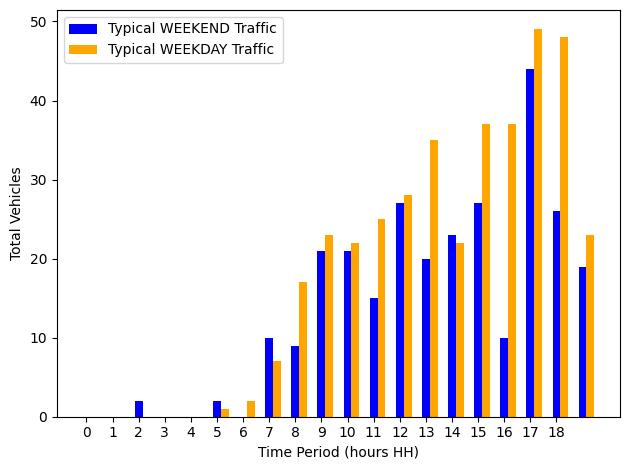 Typical WEEKEND Traffic
Typical WEEKDAY Traffic
50
40
30
20
10
0
Total Vehicles
0 1 2 3 4 5 6 7 8 9 10 11 12 13 14 15 16 17 18
Time Period (hours HH)